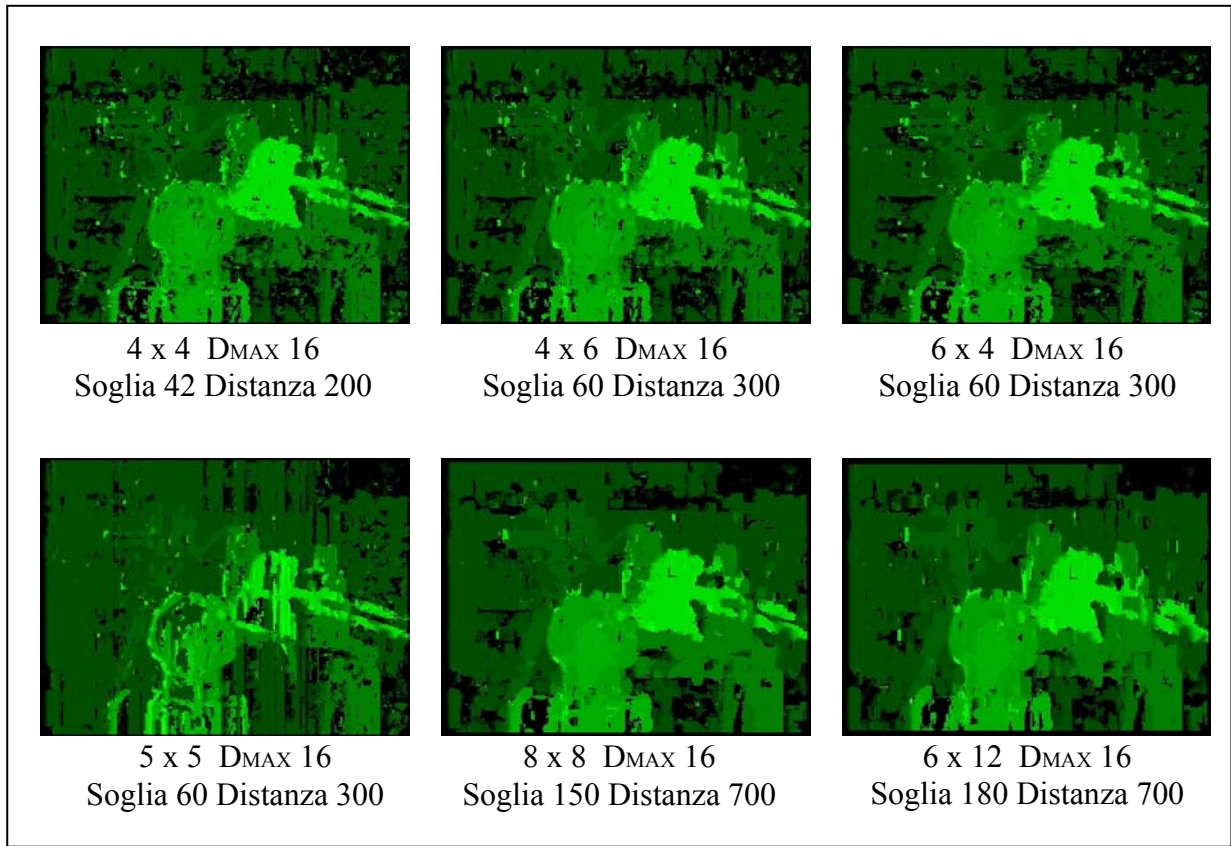 4 x 4 DMAX 16
Soglia 42 Distanza 200
4 x 6 DMAX 16
Soglia 60 Distanza 300
6 x 4 DMAX 16
Soglia 60 Distanza 300
5 x 5 DMAX 16
Soglia 60 Distanza 300
8 x 8 DMAX 16
Soglia 150 Distanza 700
6 x 12 DMAX 16
Soglia 180 Distanza 700